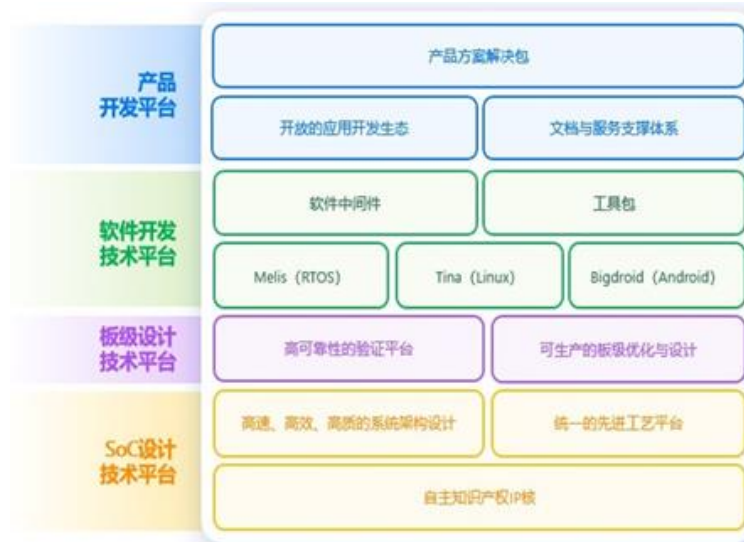 产品
开发平台
产品方案解决包
开放的应用开发生态
文档与服务支撑体系
软件开发
技术平台
软件中间件
工具包
Melis（RTOS）
Tina（Linux）
Bigdroid（Android）
板级设计
技术平台
高可靠性的验证平台
可生产的板级优化与设计
SoC设计
技术平台
高速、高效、高质的系统架构设计
统一的先进工艺平台
自主知识产权IP核